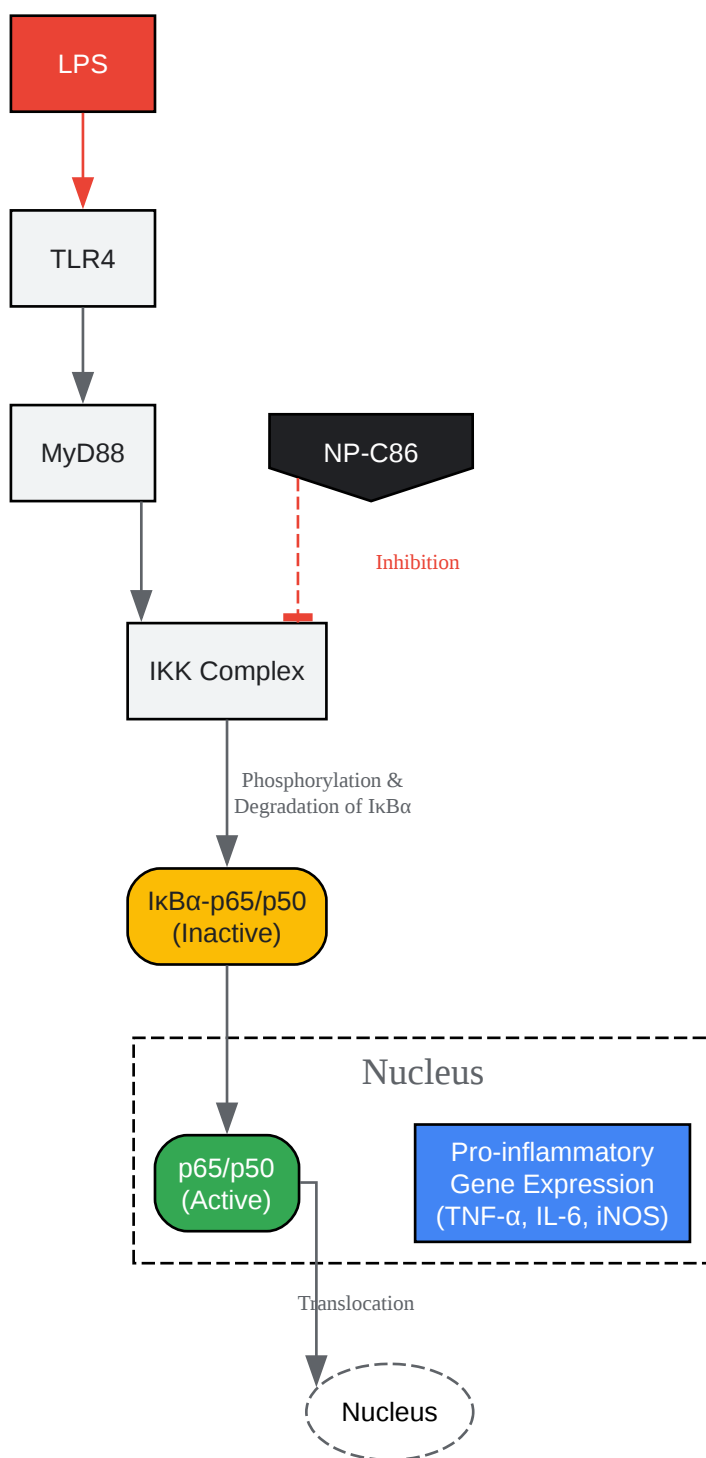 LPS
TLR4
MyD88
NP-C86
Inhibition
IKK Complex
Phosphorylation &
Degradation of IκBα
IκBα-p65/p50
(Inactive)
Nucleus
p65/p50
(Active)
Pro-inflammatory
Gene Expression
(TNF-α, IL-6, iNOS)
Translocation
Nucleus